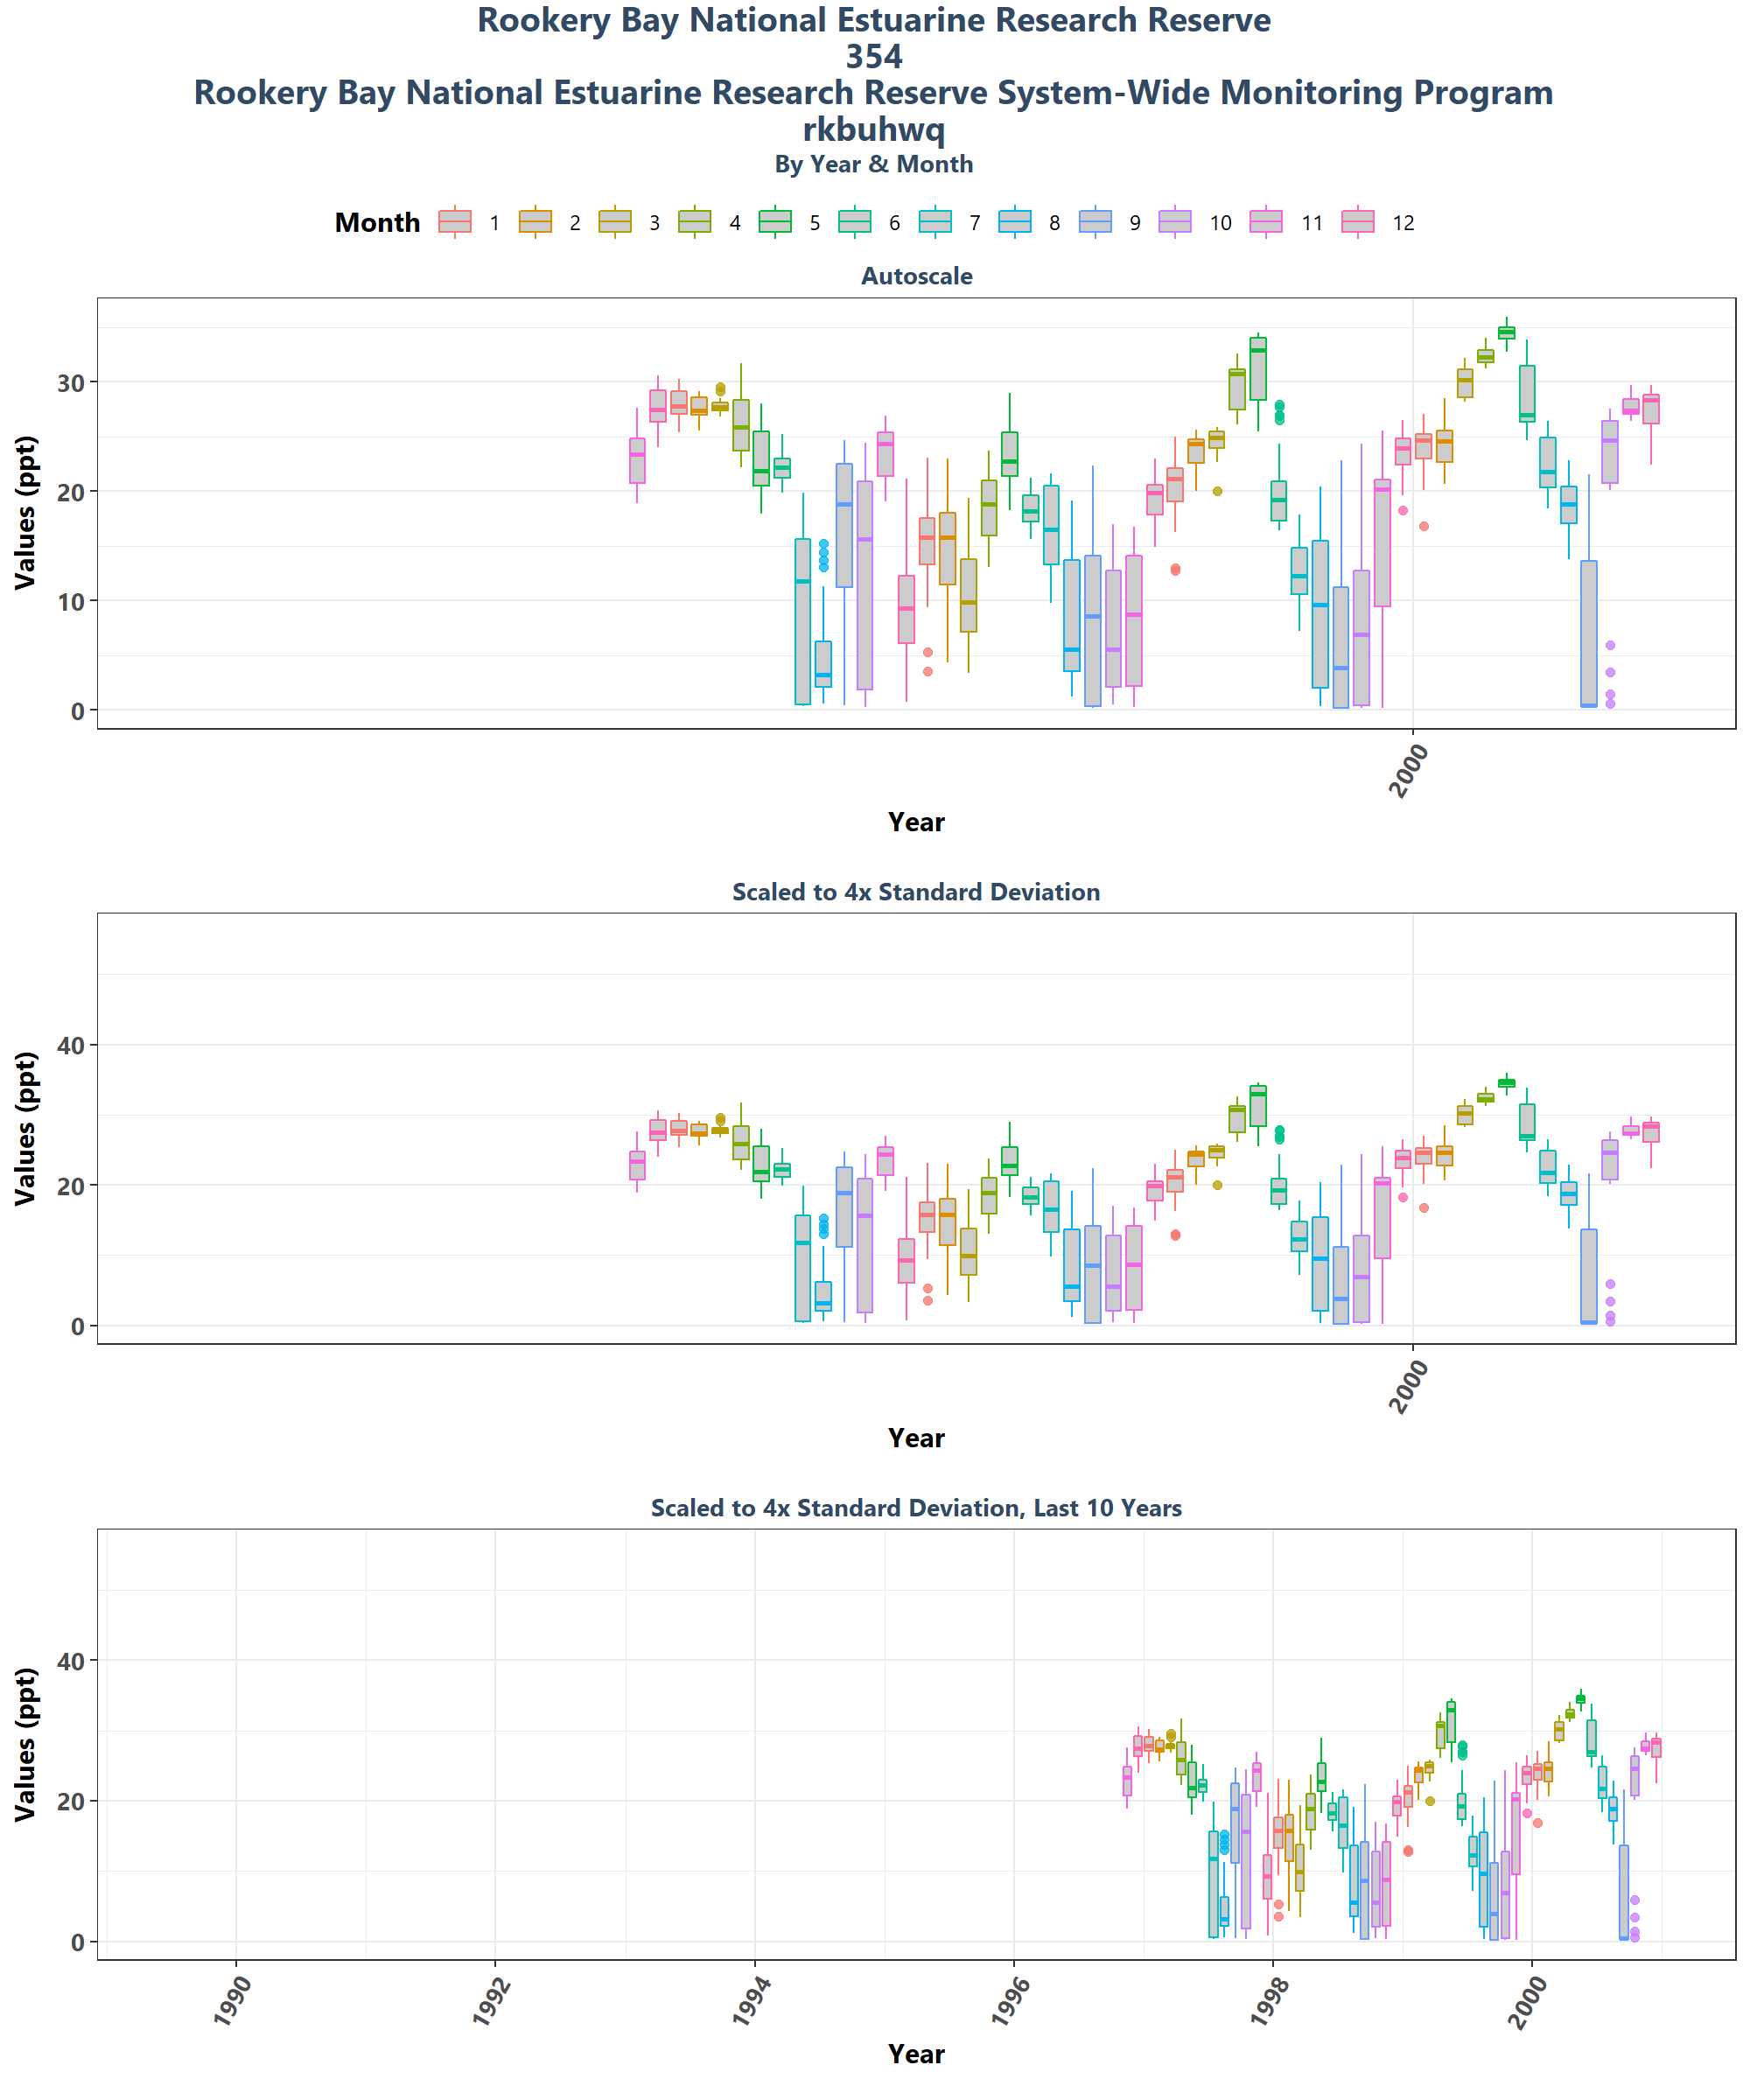 Rookery Bay National Estuarine Research Reserve
354
Rookery Bay National Estuarine Research Reserve System-Wide Monitoring Program
rkbuhwq
By Year & Month
Month 1 2 3 4 5 6 7 8 9 10 11 12
Autoscale
Values (ppt)
30
20
10
0
2000
Year
Scaled to 4x Standard Deviation
Values (ppt)
40
20
0
2000
Year
Scaled to 4x Standard Deviation, Last 10 Years
Values (ppt)
40
20
0
1990 1992 1994 1996 1998 2000
Year